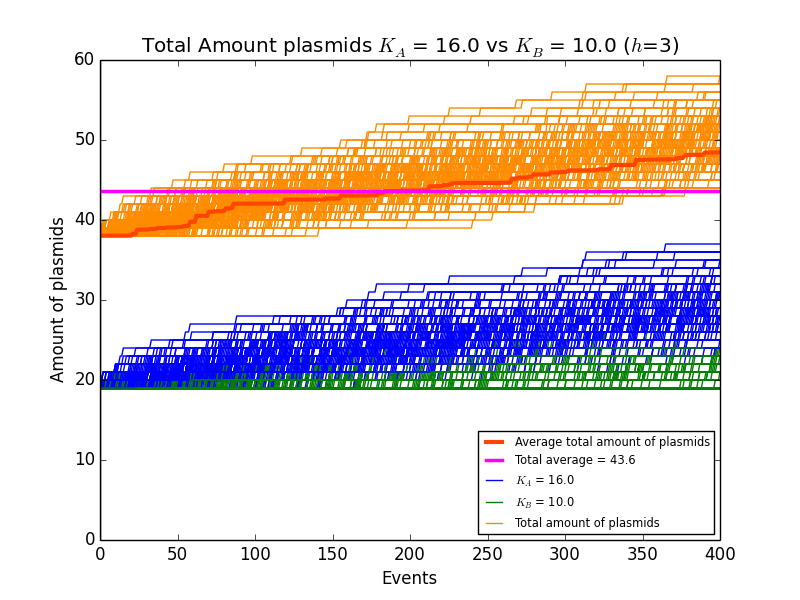 Total Amount plasmids K_A = 16.0 vs K_B = 10.0 (h=3)
60
50
40
30
20
10
0
Amount of plasmids
Average total amount of plasmids
Total average = 43.6
K_A = 16.0
K_B = 10.0
Total amount of plasmids
0 50 100 150 200 250 300 350 400
Events